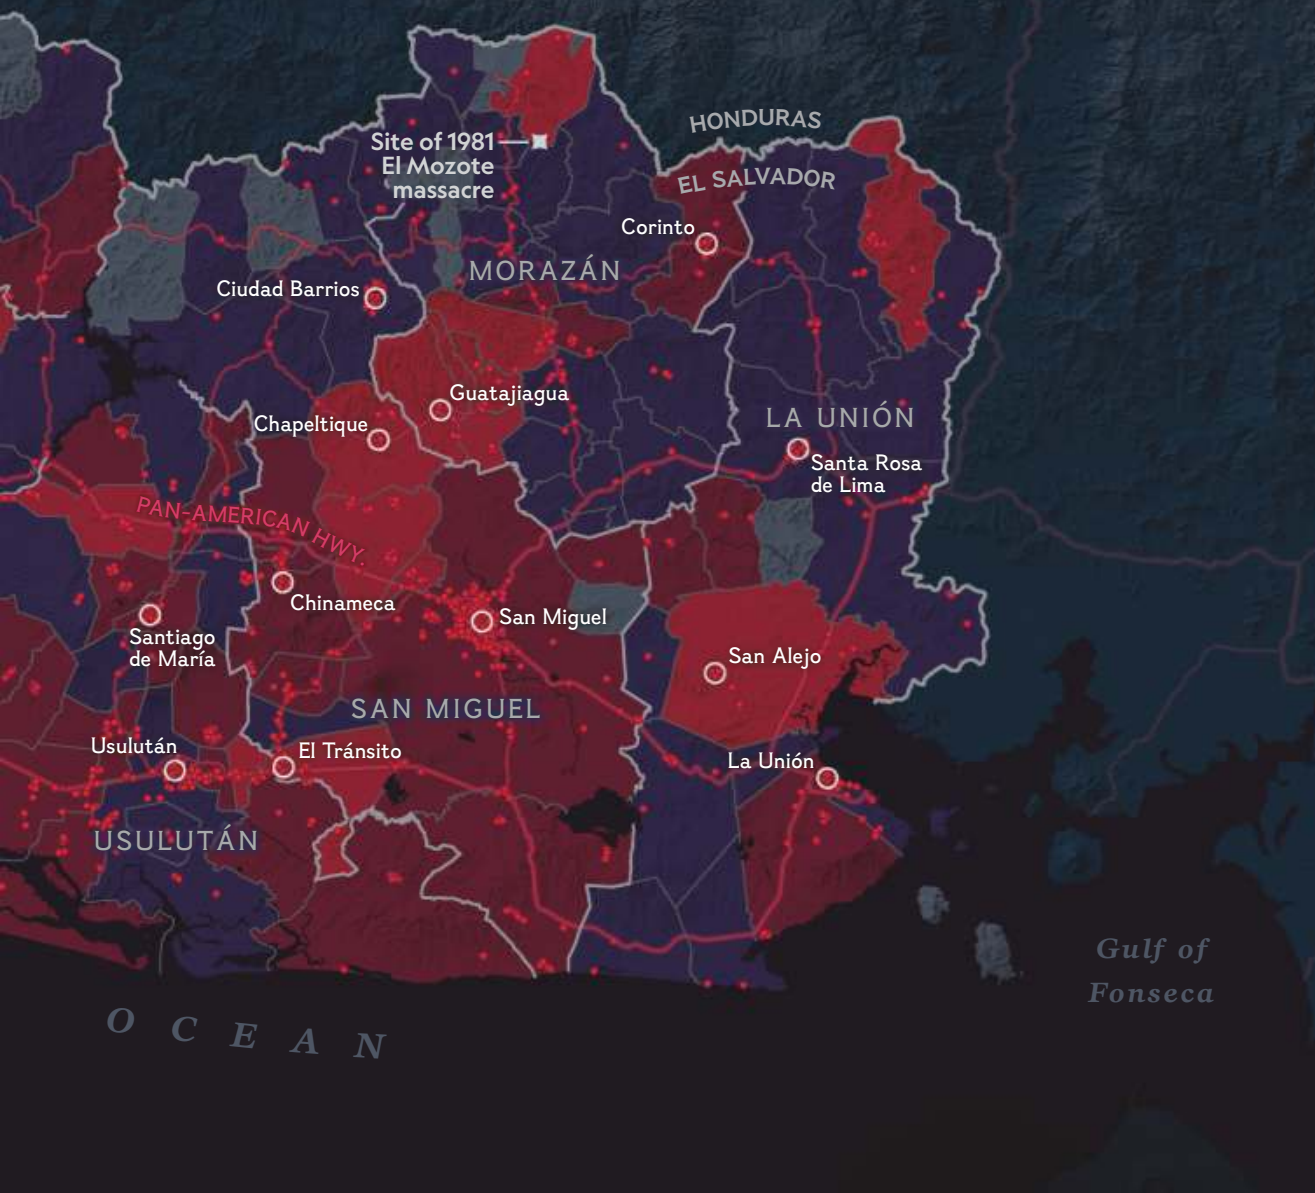 HONDURAS
Site of 1981
El Mozote
massacre
EL SALVADOR
Corinto
MORAZÁN
Ciudad Barrios
Guatajiagua
Chapeltique
LA UNIÓN
Santa Rosa
de Lima
PAN-AMERICAN HWY.
Chinameca
San Miguel
Santiago
de María
San Alejo
SAN MIGUEL
Usulután
El Tránsito
La Unión
USULUTÁN
Gulf of
Fonseca
OCEAN